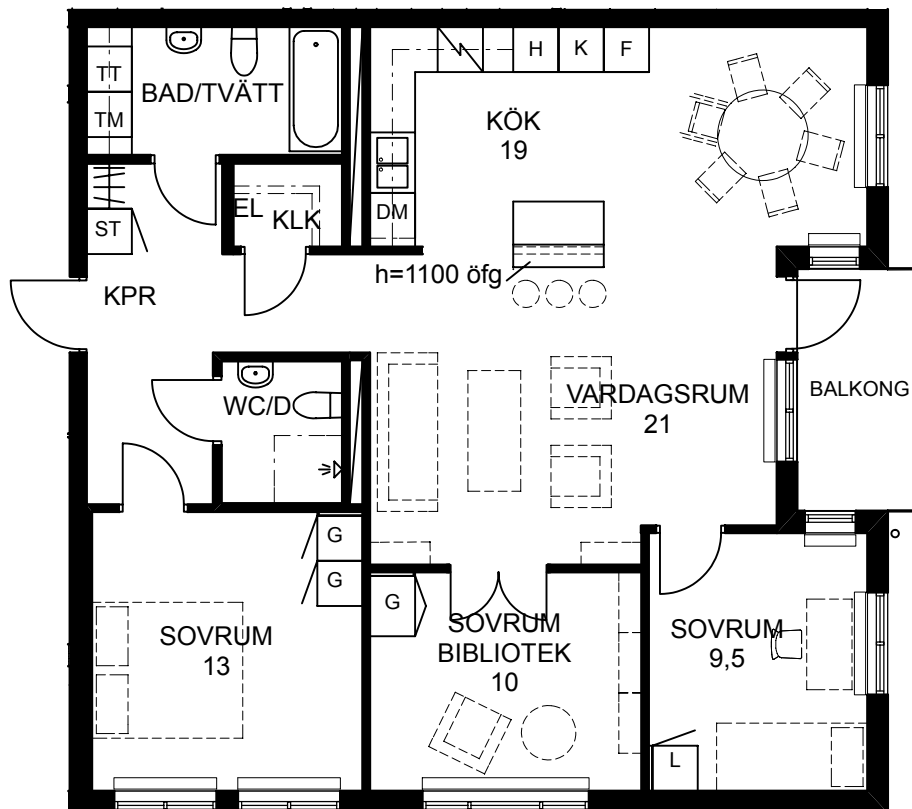 H K F
TT
BAD/TVÄTT
TM
KÖK
19
EL KLK
DM
ST
h=1100 öfg
KPR
VARDAGSRUM
21
BALKONG
WC/D
G
G
G
SOVRUM
13
SOVRUM
BIBLIOTEK
10
SOVRUM
9,5
L